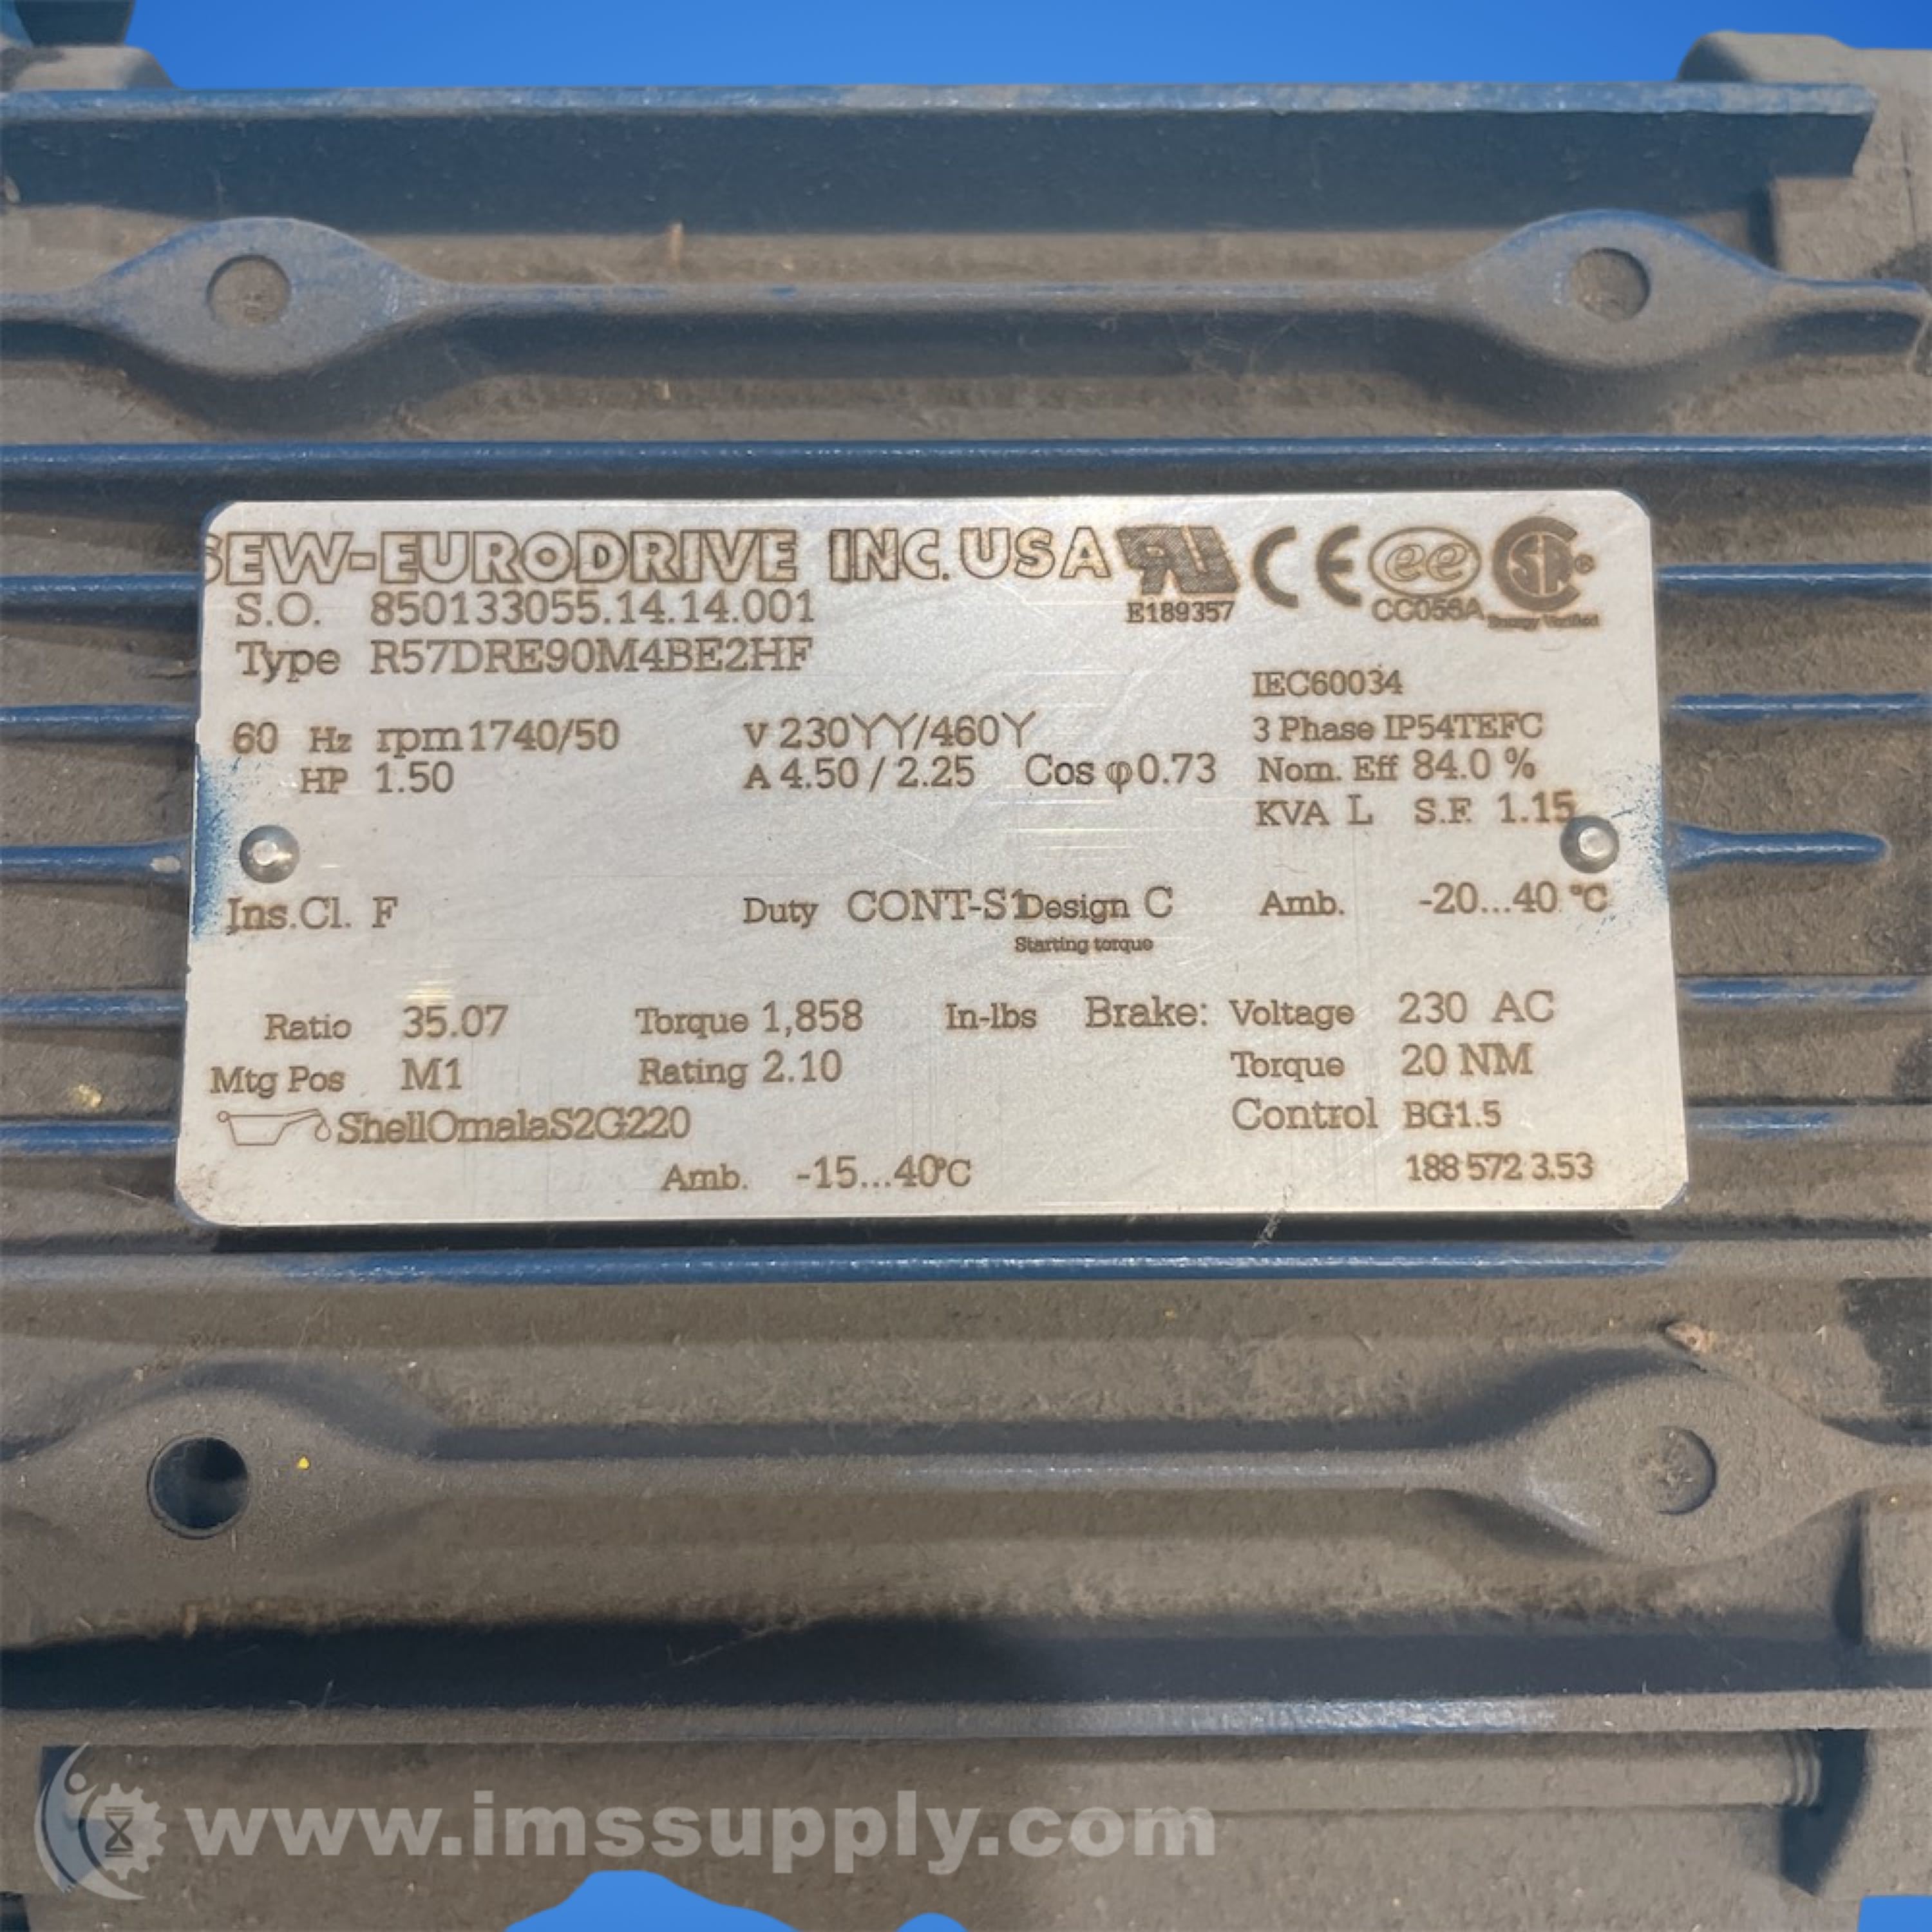 SEW-EURODRIVE INC. USA
E189357 CE ee CC056A Energy Verified
S.O. 850133055.14.14.001
Type R57DRE90M4BE2HF
IEC60034
60 Hz rpm 1740/50 V 230YY/460Y 3 Phase IP54TEFC
HP 1.50 A 4.50 / 2.25 Cos φ 0.73 Nom. Eff 84.0 %
KVA L S.F. 1.15
Ins.Cl. F Duty CONT-S1 Design C Amb. -20...40 °C
Starting torque
Ratio 35.07 Torque 1,858 In-lbs Brake: Voltage 230 AC
Mtg Pos M1 Rating 2.10 Torque 20 NM
ShellOmalaS2G220 Control BG1.5
Amb. -15...40°C 188 572 3.53
www.imssupply.com